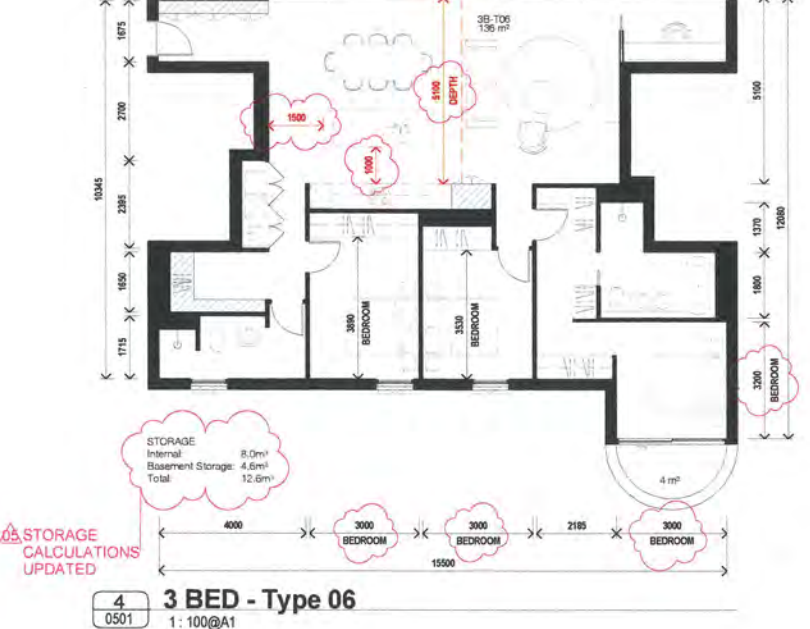 3B-T06
136 m²
1675
2700
10345
2395
1650
1715
1500
1000
5100
DEPTH
5100
12080
1370
1800
3200
BEDROOM
3890
BEDROOM
3530
BEDROOM
STORAGE
Internal: 8.0m³
Basement Storage: 4.6m³
Total: 12.6m³
4 m²
05 STORAGE
CALCULATIONS
UPDATED
4000
3000
BEDROOM
3000
BEDROOM
2185
3000
BEDROOM
15500
4
0501
3 BED - Type 06
1 : 100@A1